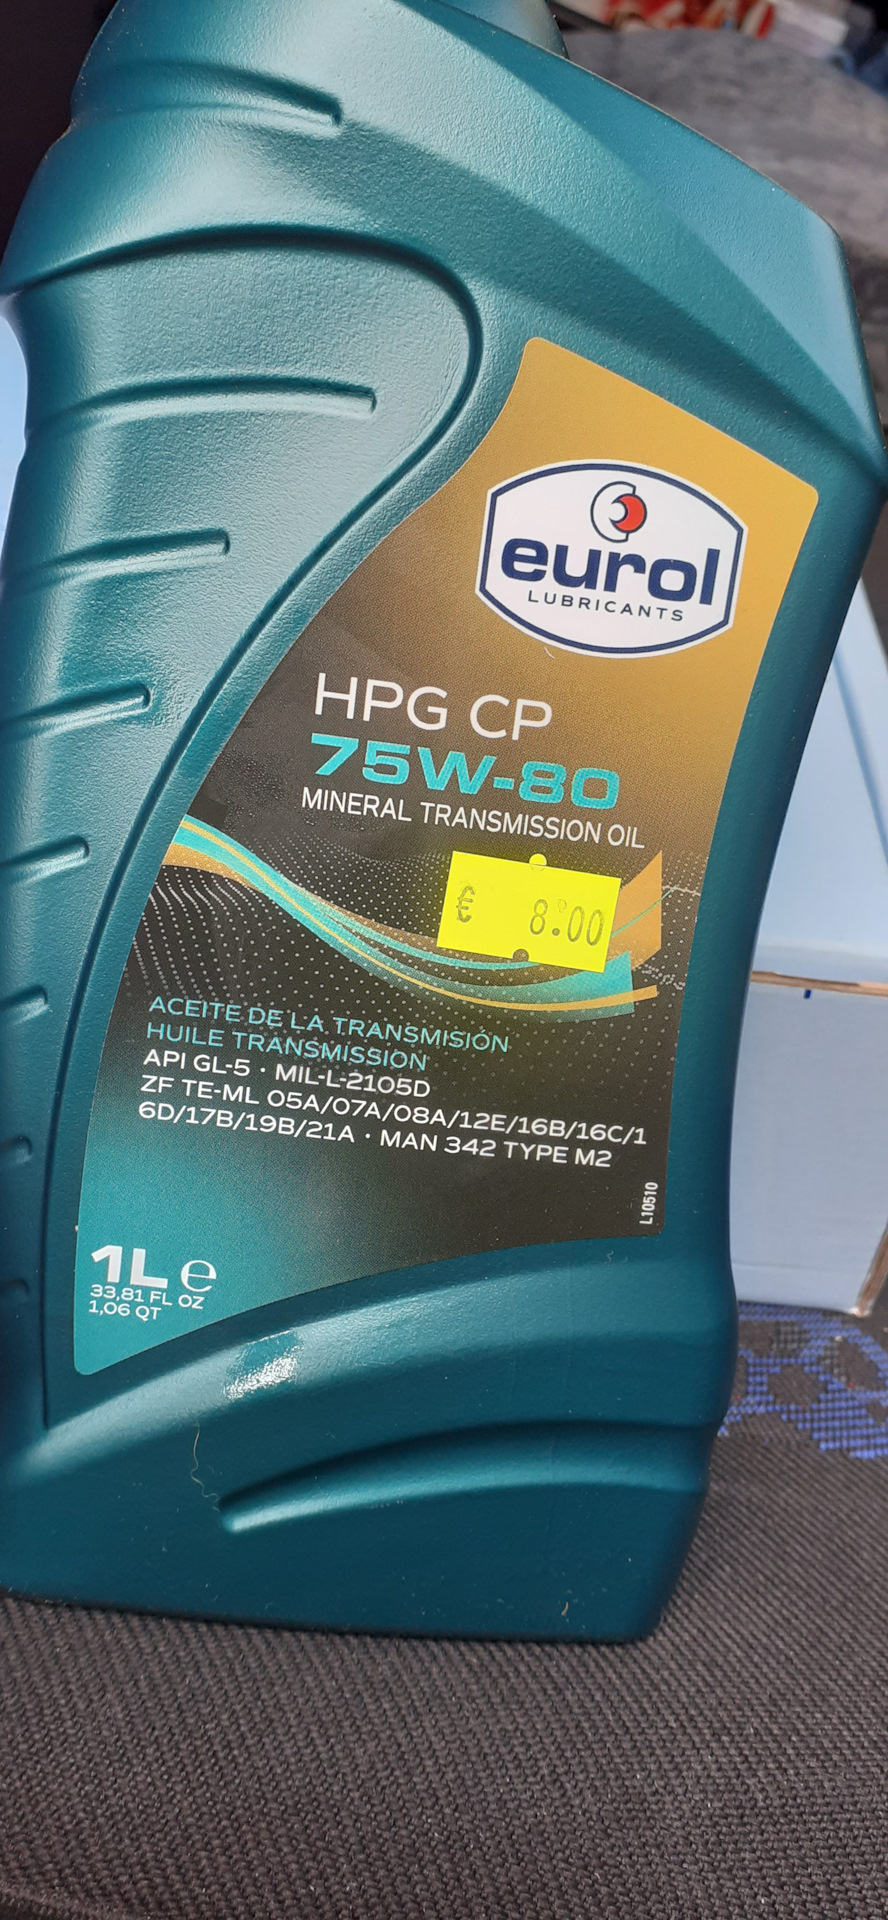 eurol
LUBRICANTS
HPG CP
75W-80
MINERAL TRANSMISSION OIL
€ 8.00
ACEITE DE LA TRANSMISIÓN
HUILE TRANSMISSION
API GL-5 · MIL-L-2105D
ZF TE-ML 05A/07A/08A/12E/16B/16C/1
6D/17B/19B/21A · MAN 342 TYPE M2
L10510
1L e
33,81 FL OZ
1,06 QT